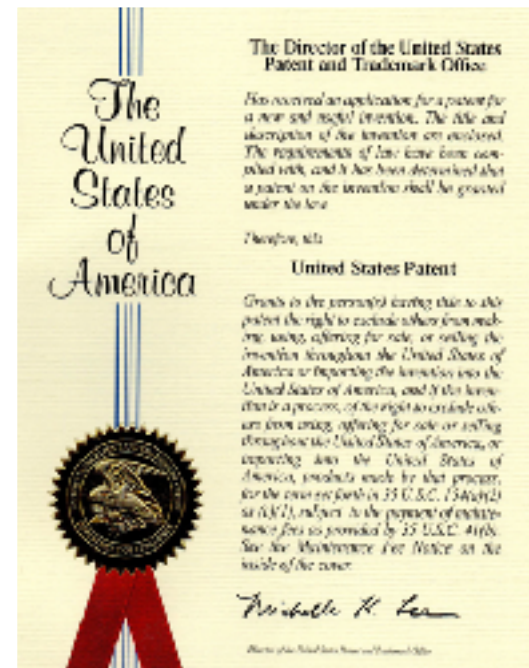 The
United
States
of
America
The Director of the United States
Patent and Trademark Office
Has received an application for a patent for
a new and useful invention. The title and
description of the invention are enclosed.
The requirements of law have been com-
plied with, and it has been determined that
a patent on the invention shall be granted
under the law.
Therefore, this
United States Patent
Grants to the person(s) having title to this
patent the right to exclude others from mak-
ing, using, offering for sale, or selling the
invention throughout the United States of
America or importing the invention into the
United States of America, and if the inven-
tion is a process, of the right to exclude oth-
ers from using, offering for sale or selling
throughout the United States of America, or
importing into the United States of
America, products made by that process,
for the term set forth in 35 U.S.C. 154(a)(2)
or (c)(1), subject to the payment of mainte-
nance fees as provided by 35 U.S.C. 41(b).
See the Maintenance Fee Notice on the
inside of the cover.
Michelle K. Lee
Director of the United States Patent and Trademark Office